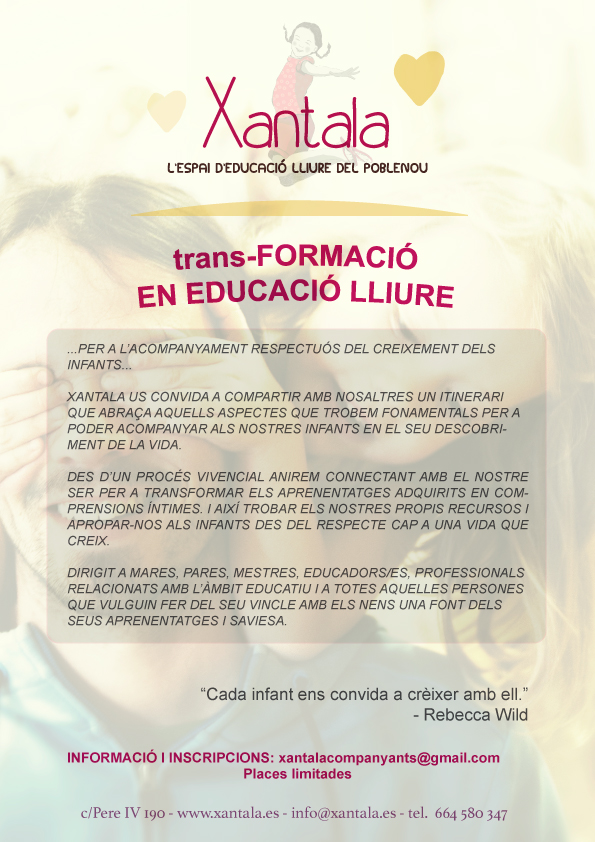 Xantala
L'ESPAI D'EDUCACIÓ LLIURE DEL POBLENOU
trans-FORMACIÓ
EN EDUCACIÓ LLIURE
...PER A L'ACOMPANYAMENT RESPECTUÓS DEL CREIXEMENT DELS
INFANTS...
XANTALA US CONVIDA A COMPARTIR AMB NOSALTRES UN ITINERARI
QUE ABRAÇA AQUELLS ASPECTES QUE TROBEM FONAMENTALS PER A
PODER ACOMPANYAR ALS NOSTRES INFANTS EN EL SEU DESCOBRI-
MENT DE LA VIDA.
DES D'UN PROCÉS VIVENCIAL ANIREM CONNECTANT AMB EL NOSTRE
SER PER A TRANSFORMAR ELS APRENENTATGES ADQUIRITS EN COM-
PRENSIONS ÍNTIMES. I AIXÍ TROBAR ELS NOSTRES PROPIS RECURSOS I
APROPAR-NOS ALS INFANTS DES DEL RESPECTE CAP A UNA VIDA QUE
CREIX.
DIRIGIT A MARES, PARES, MESTRES, EDUCADORS/ES, PROFESSIONALS
RELACIONATS AMB L'ÀMBIT EDUCATIU I A TOTES AQUELLES PERSONES
QUE VULGUIN FER DEL SEU VINCLE AMB ELS NENS UNA FONT DELS
SEUS APRENENTATGES I SAVIESA.
“Cada infant ens convida a crèixer amb ell.”
- Rebecca Wild
INFORMACIÓ I INSCRIPCIONS: xantalacompanyants@gmail.com
Places limitades
c/Pere IV 190 - www.xantala.es - info@xantala.es - tel. 664 580 347